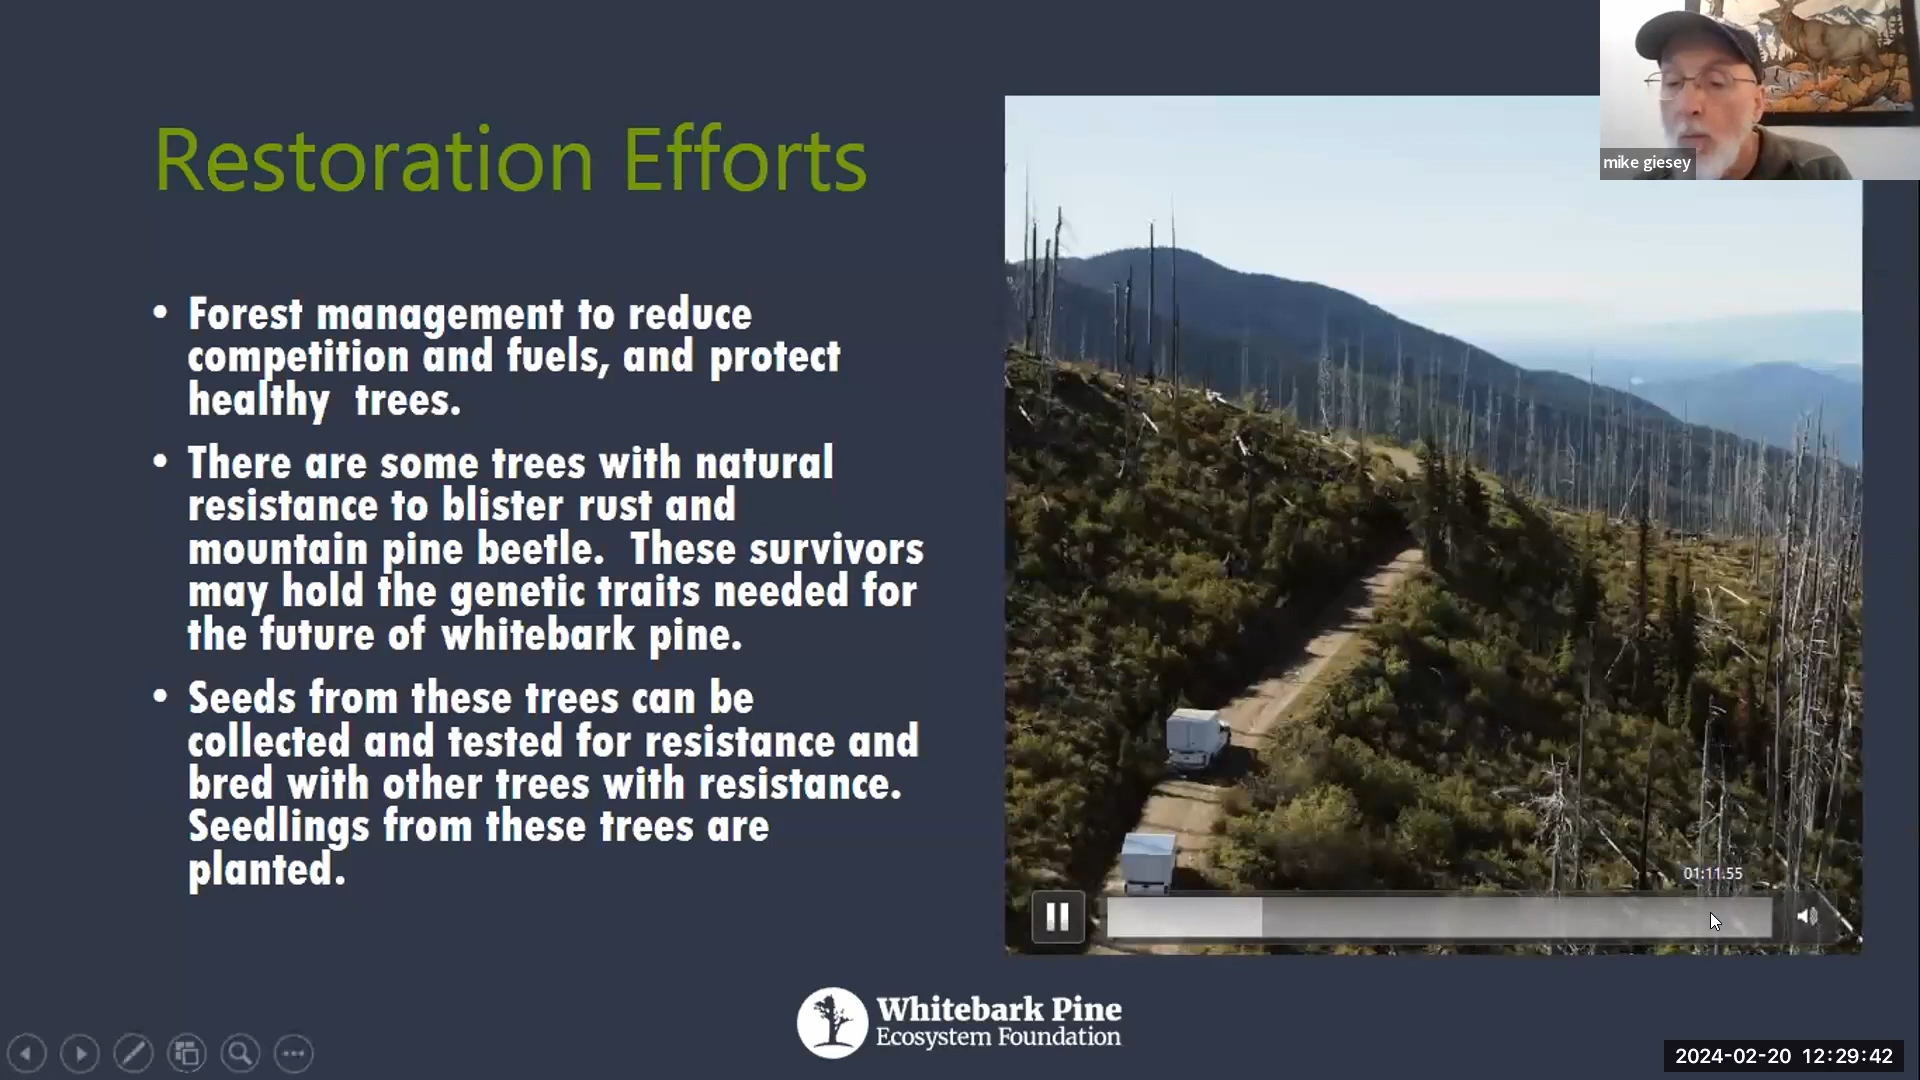 mike giesey
Restoration Efforts
• Forest management to reduce
competition and fuels, and protect
healthy  trees.
• There are some trees with natural
resistance to blister rust and
mountain pine beetle.  These survivors
may hold the genetic traits needed for
the future of whitebark pine.
• Seeds from these trees can be
collected and tested for resistance and
bred with other trees with resistance.
Seedlings from these trees are
planted.
01:11.55
Whitebark Pine
Ecosystem Foundation
2024-02-20 12:29:42